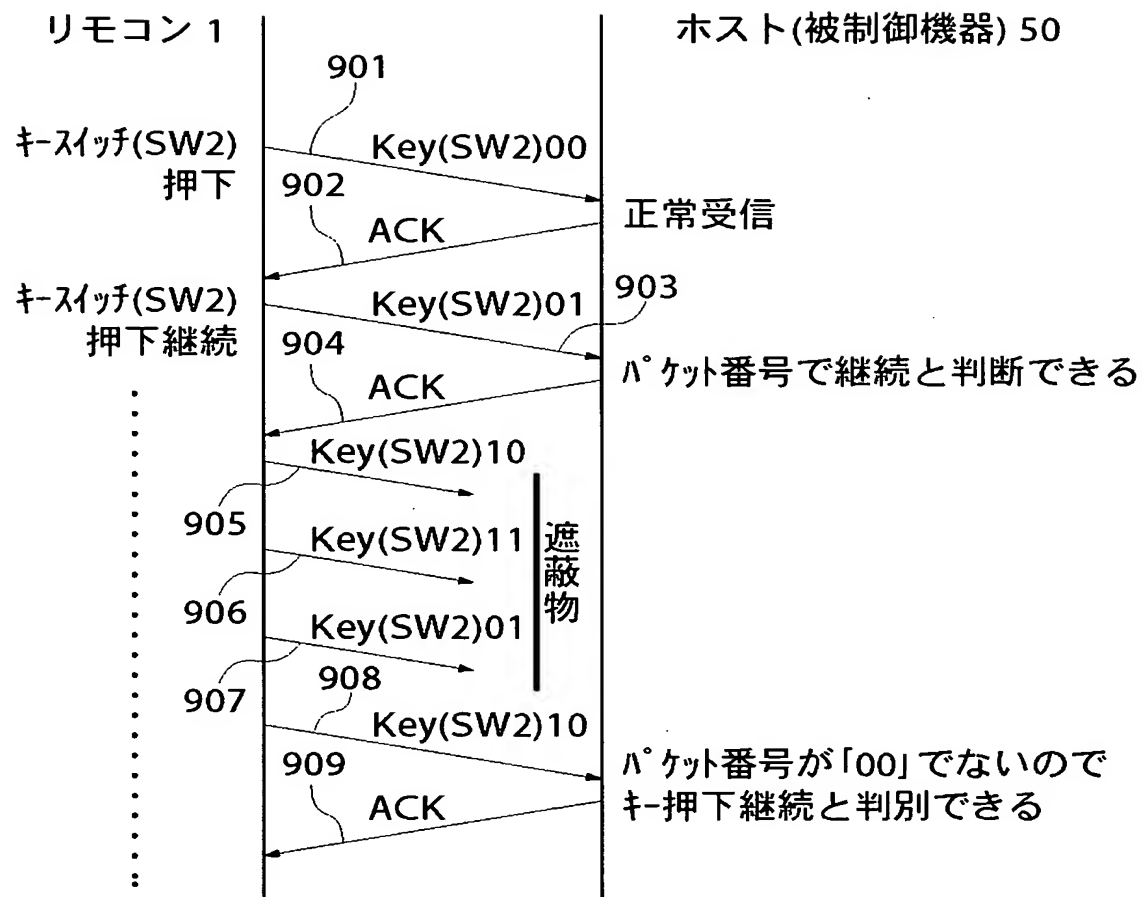 リモコン 1
ホスト(被制御機器) 50
901
キースイッチ(SW2)
押下
Key(SW2)00
902
正常受信
ACK
キースイッチ(SW2)
押下継続
Key(SW2)01
903
904
パケット番号で継続と判断できる
ACK
Key(SW2)10
905
遮蔽物
Key(SW2)11
906
Key(SW2)01
907
908
Key(SW2)10
909
パケット番号が「00」でないので
キー押下継続と判別できる
ACK